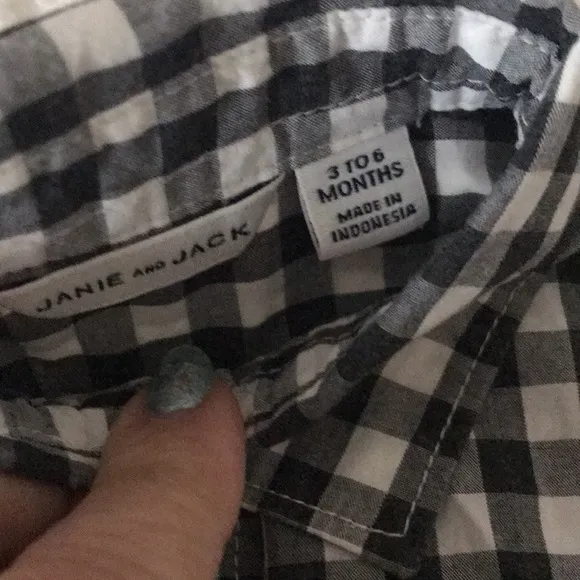 JANIE AND JACK
3 TO 6
MONTHS
MADE IN
INDONESIA